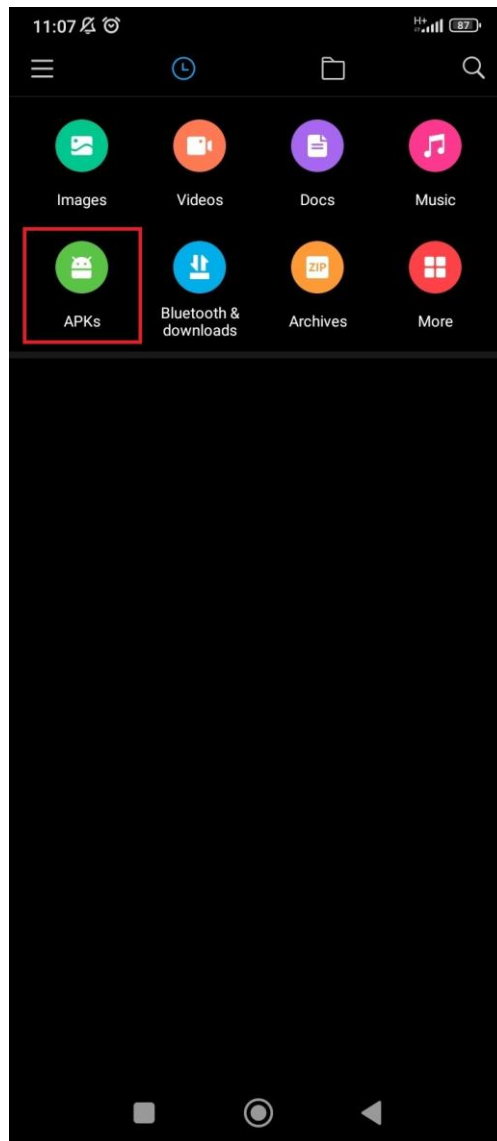 11:07
H+
87
Images
Videos
Docs
Music
APKs
Bluetooth &
downloads
ZIP
Archives
More